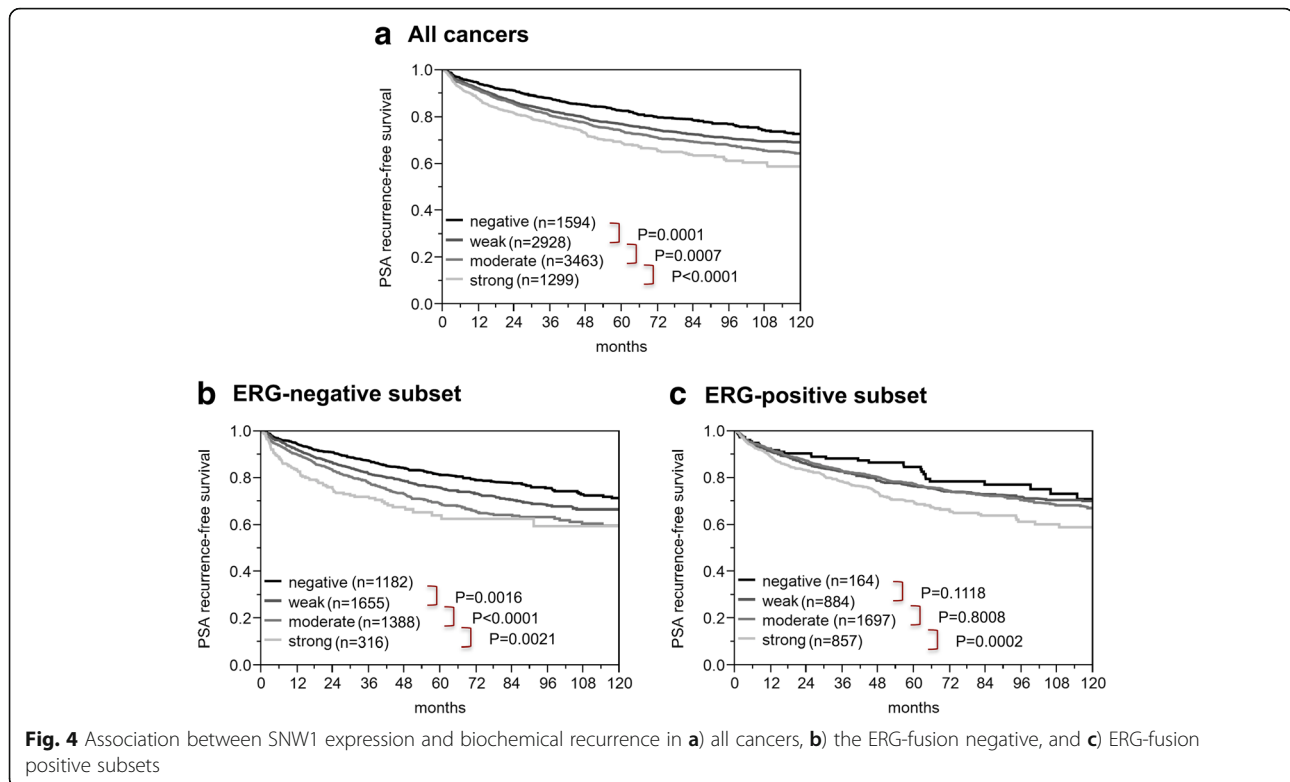 a All cancers
PSA recurrence-free survival
1.0
0.8
0.6
0.4
0.2
0.0
negative (n=1594)
weak (n=2928)
moderate (n=3463)
strong (n=1299)
P=0.0001
P=0.0007
P<0.0001
0 12 24 36 48 60 72 84 96 108 120
months
b ERG-negative subset
PSA recurrence-free survival
1.0
0.8
0.6
0.4
0.2
0.0
negative (n=1182)
weak (n=1655)
moderate (n=1388)
strong (n=316)
P=0.0016
P<0.0001
P=0.0021
0 12 24 36 48 60 72 84 96 108 120
months
c ERG-positive subset
PSA recurrence-free survival
1.0
0.8
0.6
0.4
0.2
0.0
negative (n=164)
weak (n=884)
moderate (n=1697)
strong (n=857)
P=0.1118
P=0.8008
P=0.0002
0 12 24 36 48 60 72 84 96 108 120
months
Fig. 4 Association between SNW1 expression and biochemical recurrence in a) all cancers, b) the ERG-fusion negative, and c) ERG-fusion
positive subsets